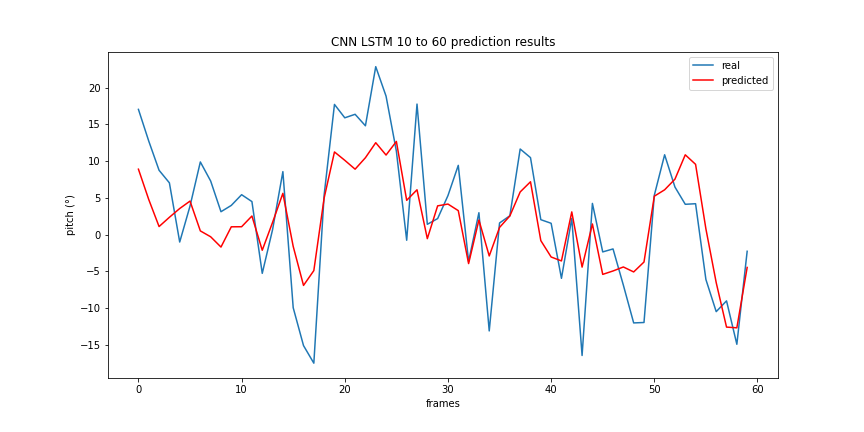 CNN LSTM 10 to 60 prediction results
real
predicted
20
15
10
5
0
−5
−10
−15
pitch (°)
0 10 20 30 40 50 60
frames